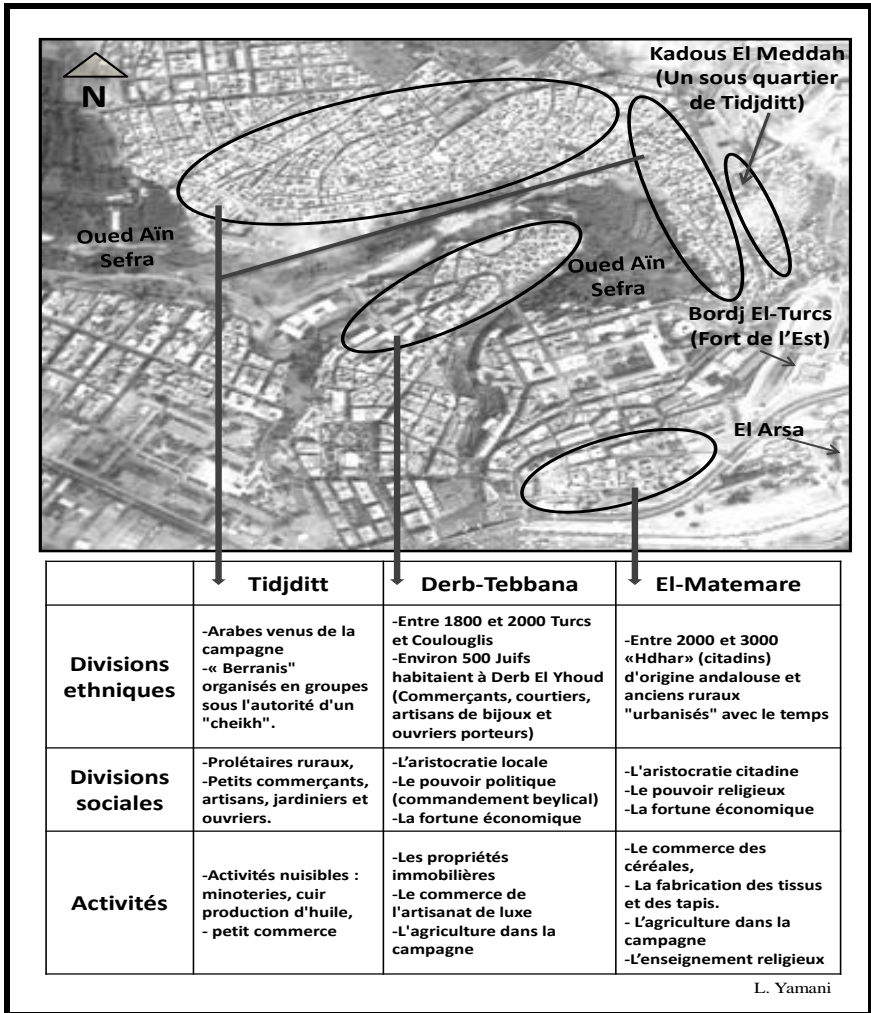 Kadous El Meddah
(Un sous quartier
de Tidjditt)
N
Oued Aïn
Sefra
Oued Aïn
Sefra
Bordj El-Turcs
(Fort de l’Est)
El Arsa
Tidjditt
Derb-Tebbana
El-Matemare
Divisions
ethniques
-Arabes venus de la
campagne
-« Berranis"
organisés en groupes
sous l'autorité d'un
"cheikh".
-Entre 1800 et 2000 Turcs
et Coulouglis
-Environ 500 Juifs
habitaient à Derb El Yhoud
(Commerçants, courtiers,
artisans de bijoux et
ouvriers porteurs)
-Entre 2000 et 3000
«Hdhar» (citadins)
d'origine andalouse et
anciens ruraux
"urbanisés" avec le temps
Divisions
sociales
-Prolétaires ruraux,
-Petits commerçants,
artisans, jardiniers et
ouvriers.
-L’aristocratie locale
-Le pouvoir politique
(commandement beylical)
-La fortune économique
-L'aristocratie citadine
-Le pouvoir religieux
-La fortune économique
Activités
-Activités nuisibles :
minoteries, cuir
production d'huile,
- petit commerce
-Les propriétés
immobilières
-Le commerce de
l'artisanat de luxe
-L'agriculture dans la
campagne
-Le commerce des
céréales,
- La fabrication des tissus
et des tapis.
- L’agriculture dans la
campagne
-L’enseignement religieux
L. Yamani